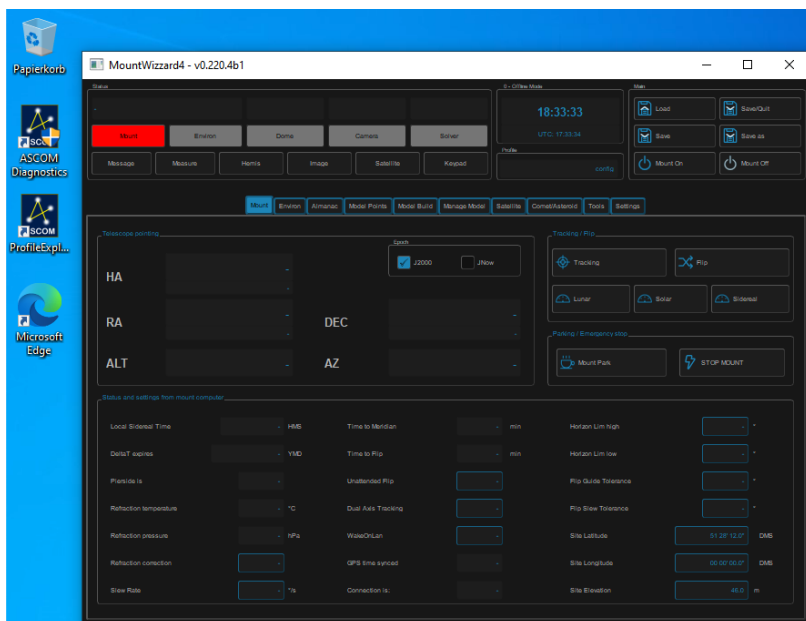 Papierkorb
ASCOM
ASCOM
Diagnostics
ASCOM
ProfileExpl...
Microsoft
Edge
MountWizzard4 - v0.220.4b1
Status
S - Offline Mode
Main
18:33:33
UTC: 17:33:34
Load
Save/Quit
Mount Environ Dome Camera Solver
Save
Save as
Profile
Message Measure Hemis Image Satellite Keypad
config
Mount On
Mount Off
Mount Environ Almanac Model Points Model Build Manage Model Satellite Comet/Asteroid Tools Settings
Telescope pointing
Epoch
J2000 JNow
HA
-
-
RA
-
-
DEC
-
-
ALT
-
AZ
-
Tracking / Flip
Tracking Flip
Lunar Solar Sidereal
Parking / Emergency stop
Mount Park STOP MOUNT
Status and settings from mount computer
Local Sidereal Time - HMS Time to Meridian - min Horizon Lim high - °
DeltaT expires - YMD Time to Flip - min Horizon Lim low - °
Pierside is - Unattended Flip - Flip Guide Tolerance - °
Refraction temperature - °C Dual Axis Tracking - Flip Slew Tolerance - °
Refraction pressure - hPa WakeOnLan - Site Latitude 51 28' 12.0" DMS
Refraction correction - GPS time synced - Site Longitude 00 00' 00.0" DMS
Slew Rate - °/s Connection is: - Site Elevation 46.0 m